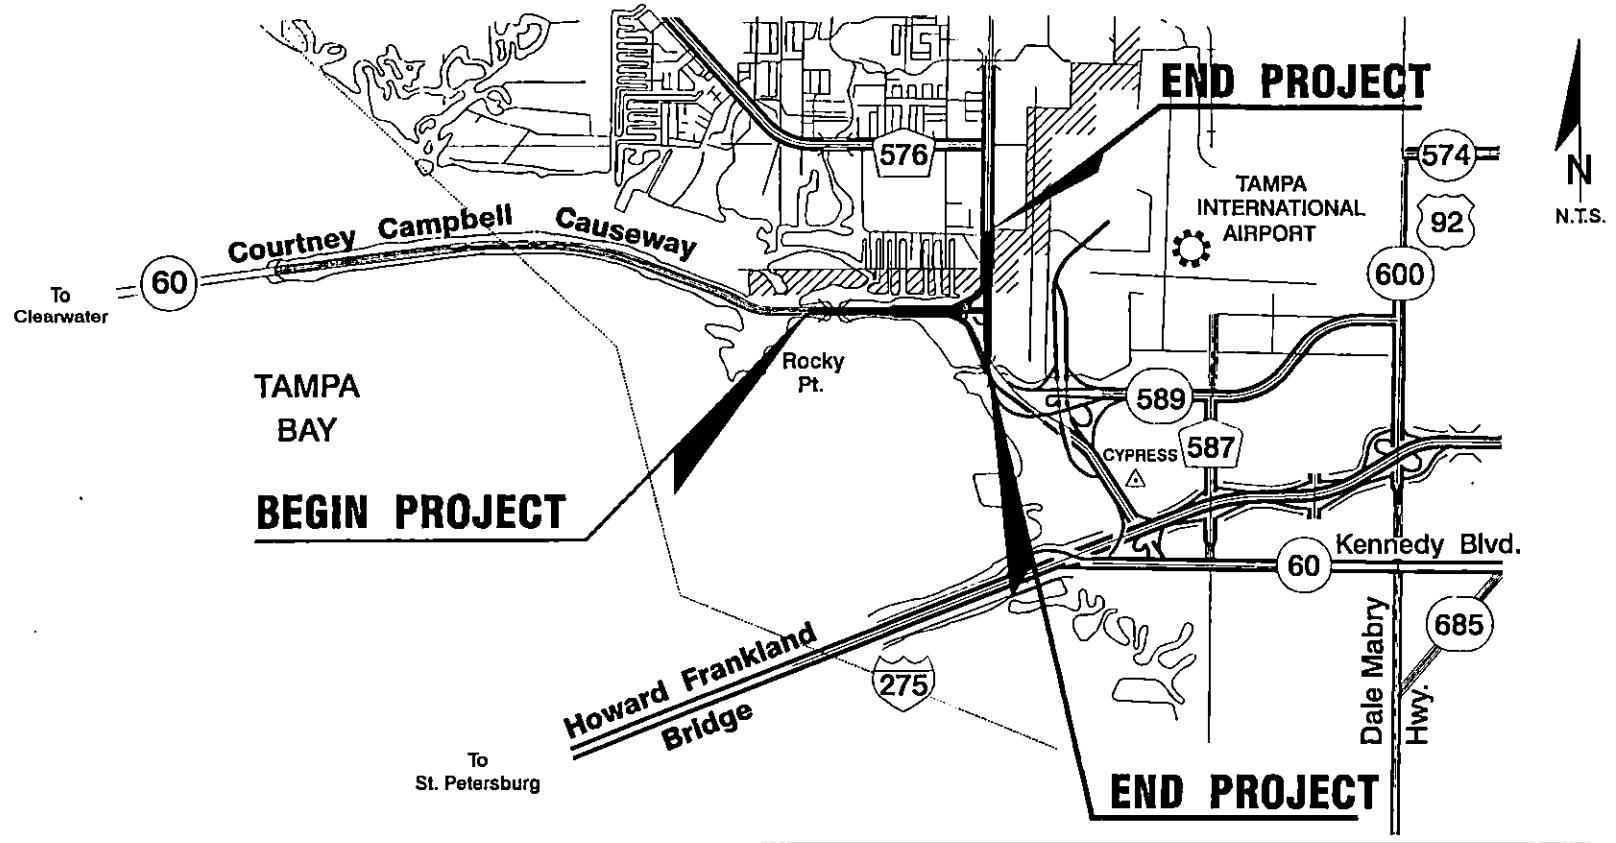 END PROJECT
576
574
N
N.T.S.
TAMPA
INTERNATIONAL
AIRPORT
92
Courtney Campbell Causeway
60
600
To
Clearwater
Rocky
Pt.
TAMPA
BAY
589
587
CYPRESS
BEGIN PROJECT
Kennedy Blvd.
60
685
Howard Frankland
Bridge
275
Dale Mabry
Hwy.
To
St. Petersburg
END PROJECT